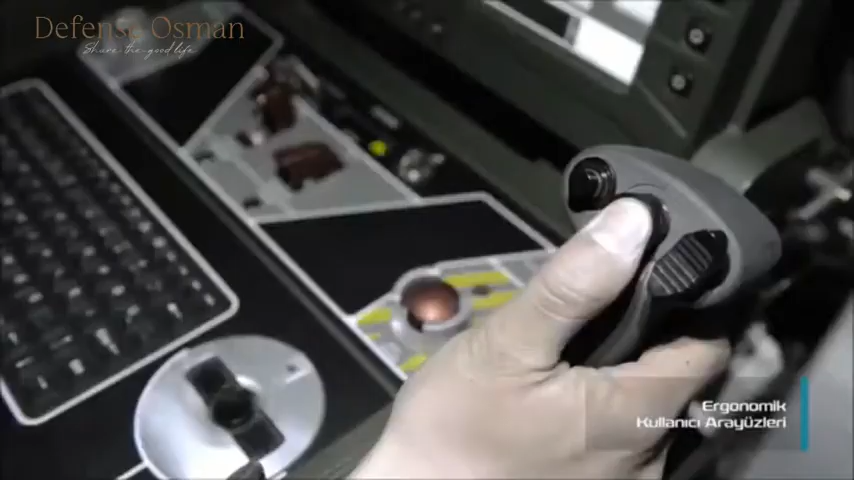 Defense Osman
Share the good life
Ergonomik
Kullanıcı Arayüzleri